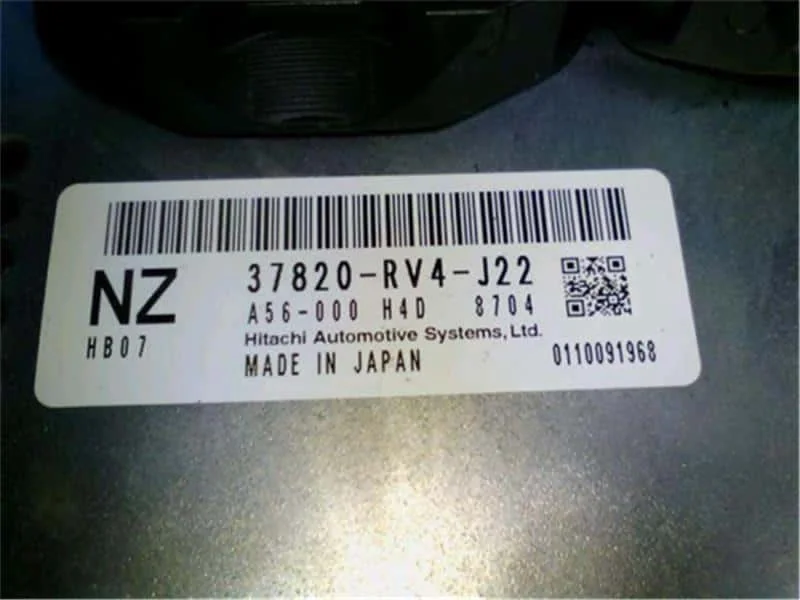 NZ
37820-RV4-J22
A56-000 H4D 8704
HB07
Hitachi Automotive Systems, Ltd.
MADE IN JAPAN
0110091968